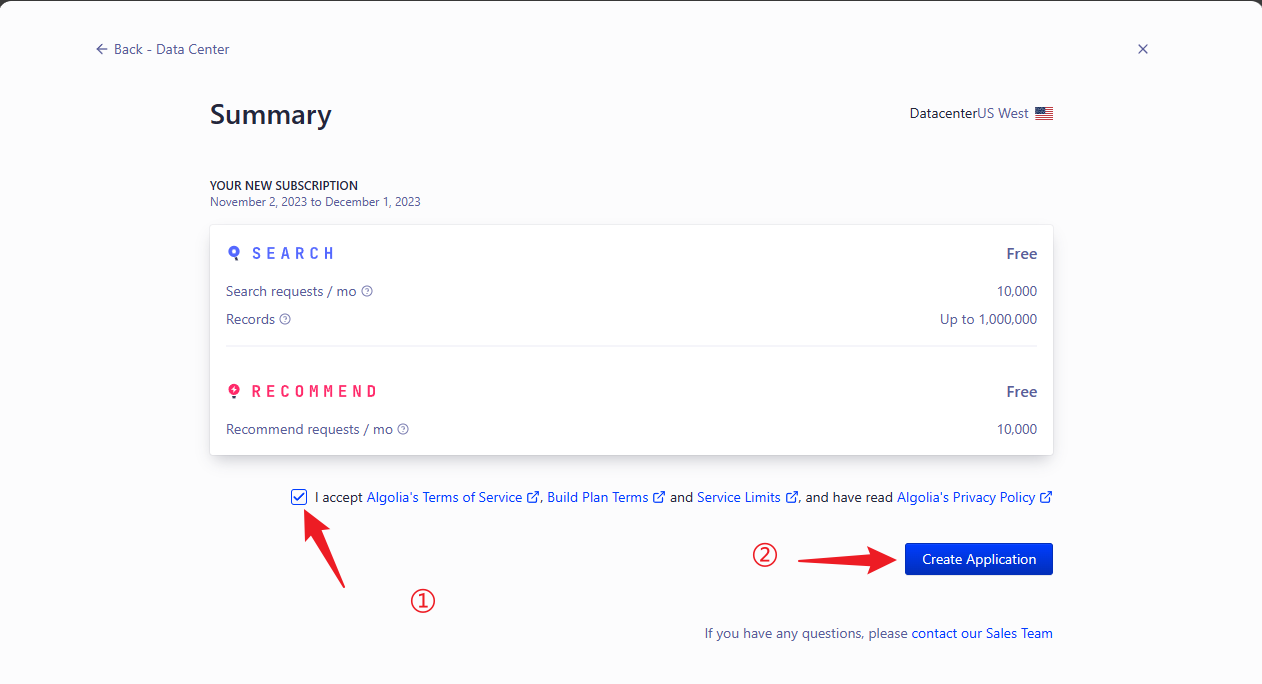 Back - Data Center
Summary
DatacenterUS West
YOUR NEW SUBSCRIPTION
November 2, 2023 to December 1, 2023
SEARCH Free
Search requests / mo 10,000
Records Up to 1,000,000
RECOMMEND Free
Recommend requests / mo 10,000
I accept Algolia's Terms of Service, Build Plan Terms and Service Limits, and have read Algolia's Privacy Policy
② Create Application
①
If you have any questions, please contact our Sales Team